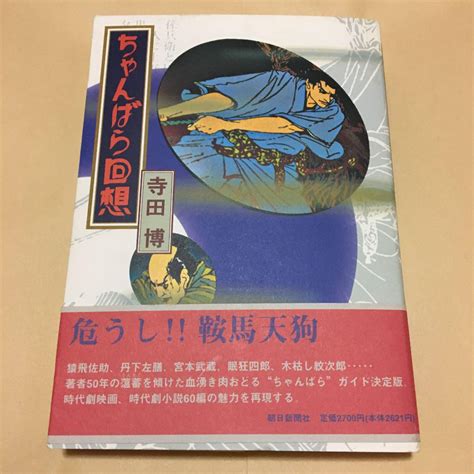 ちゃんばら回想
寺田 博
危うし!! 鞍馬天狗
猿飛佐助、丹下左膳、宮本武蔵、眠狂四郎、木枯し紋次郎‥‥‥
著者50年の薀蓄を傾けた血湧き肉おどる“ちゃんばら”ガイド決定版。
時代劇映画、時代劇小説60編の魅力を再現する。
朝日新聞社 定価2700円(本体2621円)